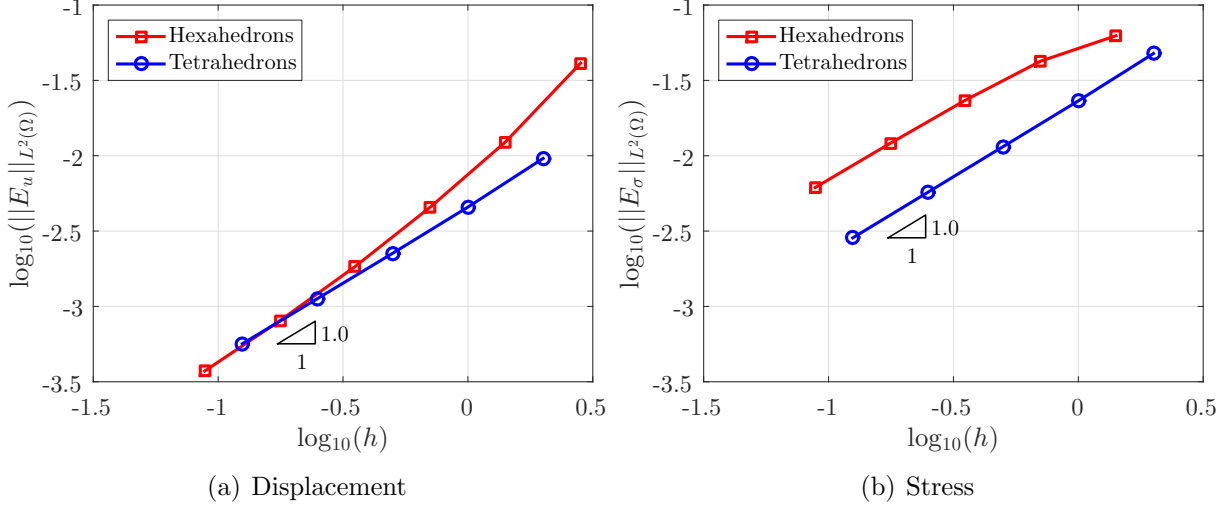 -1
-1.5
-2
-2.5
-3
-3.5
-1.5 -1 -0.5 0 0.5
log₁₀(h)
log₁₀(||E_u||_{L²(Ω)})
Hexahedrons
Tetrahedrons
1.0
1
(a) Displacement
-1
-1.5
-2
-2.5
-3
-3.5
-1.5 -1 -0.5 0 0.5
log₁₀(h)
log₁₀(||E_σ||_{L²(Ω)})
Hexahedrons
Tetrahedrons
1.0
1
(b) Stress